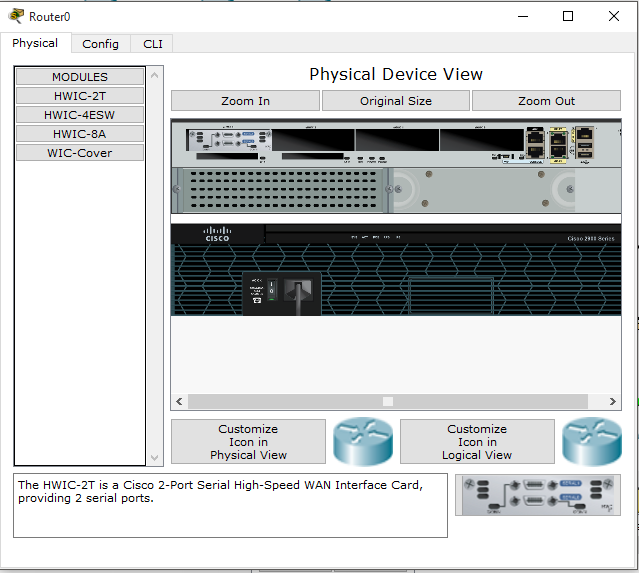 Router0
Physical
Config
CLI
MODULES
HWIC-2T
HWIC-4ESW
HWIC-8A
WIC-Cover
Physical Device View
Zoom In
Original Size
Zoom Out
CISCO
Cisco 2900 Series
Customize
Icon in
Physical View
Customize
Icon in
Logical View
The HWIC-2T is a Cisco 2-Port Serial High-Speed WAN Interface Card,
providing 2 serial ports.